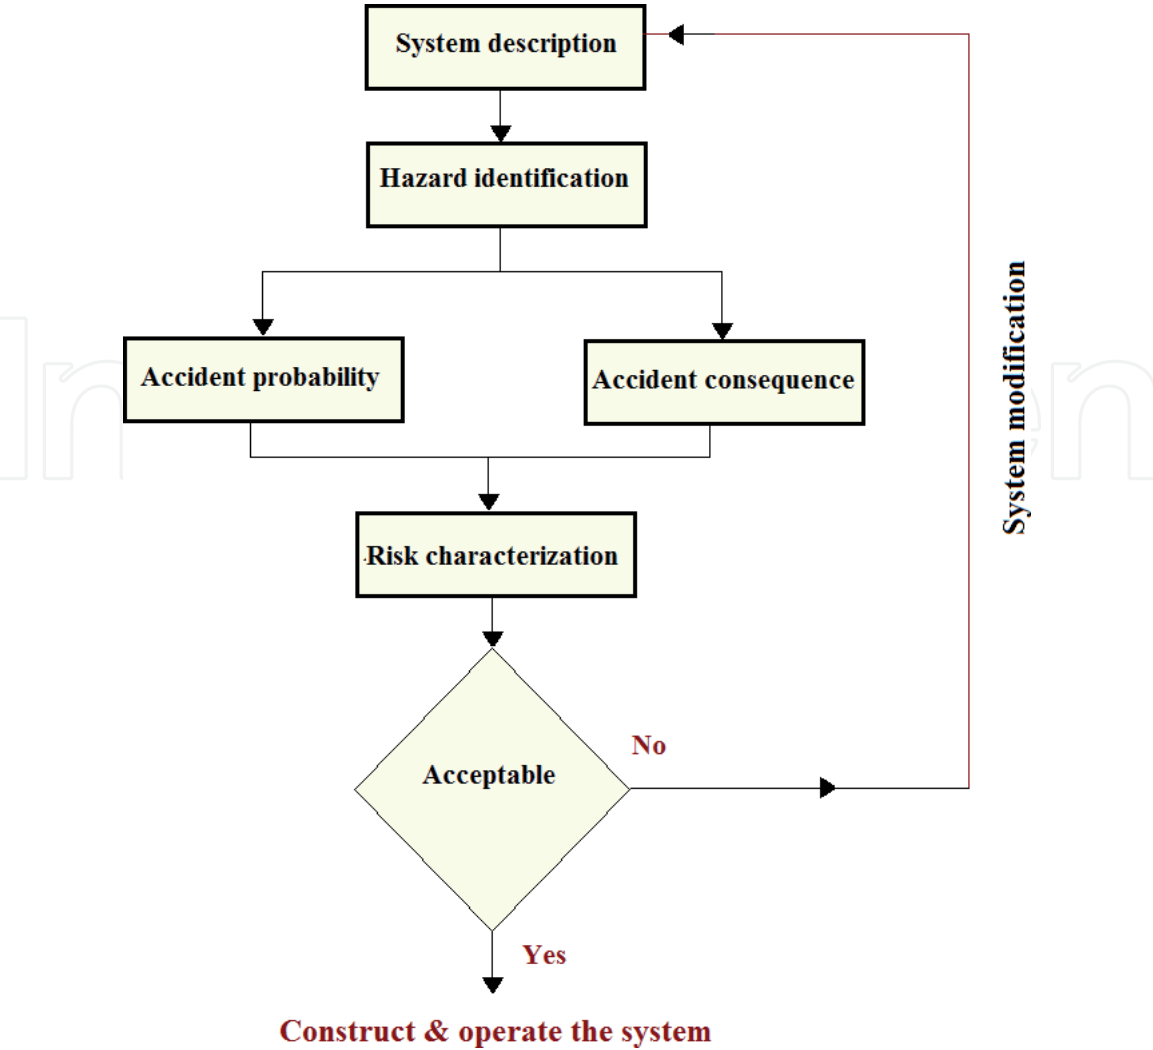 System description
Hazard identification
Accident probability
Accident consequence
System modification
Risk characterization
Acceptable
No
Yes
Construct & operate the system